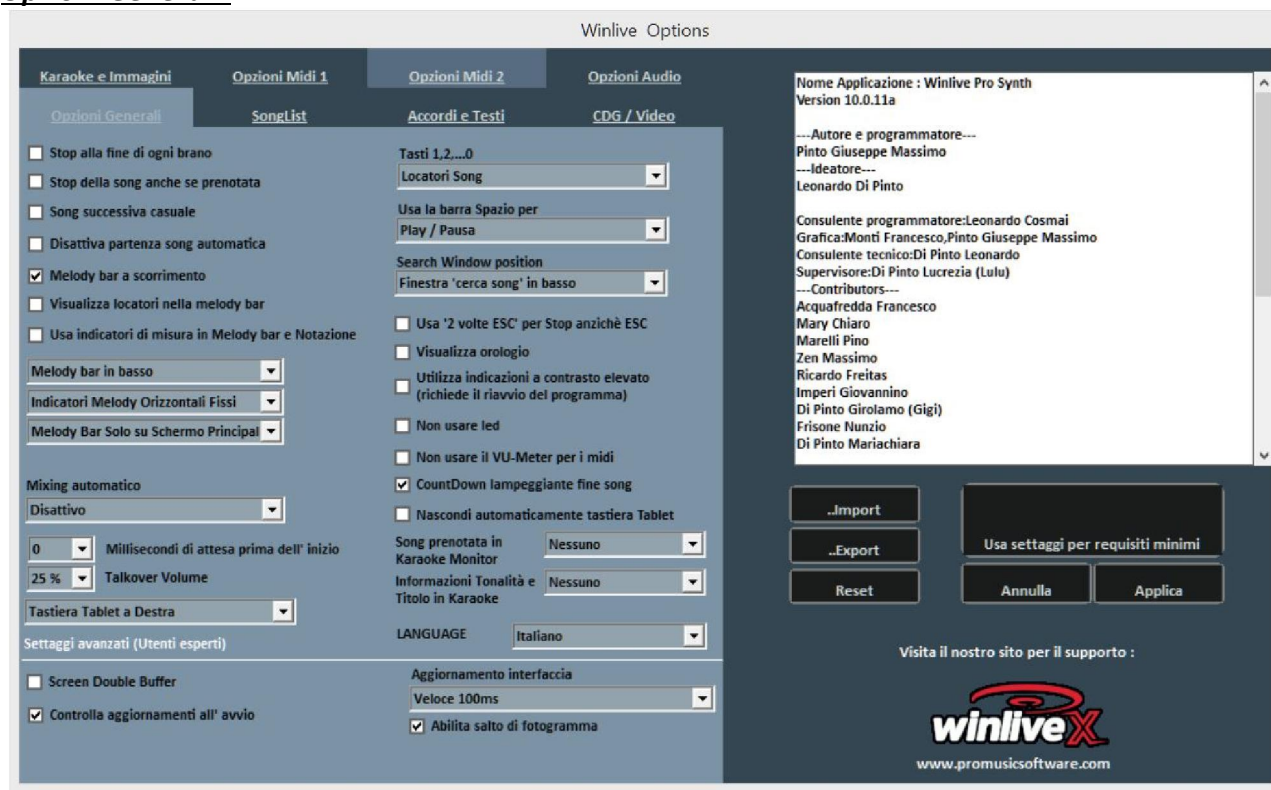 Winlive Options
Karaoke e Immagini
Opzioni Midi 1
Opzioni Midi 2
Opzioni Audio
Opzioni Generali
SongList
Accordi e Testi
CDG / Video
Stop alla fine di ogni brano
Stop della song anche se prenotata
Song successiva casuale
Disattiva partenza song automatica
Melody bar a scorrimento
Visualizza locatori nella melody bar
Usa indicatori di misura in Melody bar e Notazione
Melody bar in basso
Indicatori Melody Orizzontali Fissi
Melody Bar Solo su Schermo Principal
Mixing automatico
Disattivo
0
Millisecondi di attesa prima dell' inizio
25 %
Talkover Volume
Tastiera Tablet a Destra
Settaggi avanzati (Utenti esperti)
Screen Double Buffer
Controlla aggiornamenti all' avvio
Tasti 1,2,...0
Locatori Song
Usa la barra Spazio per
Play / Pausa
Search Window position
Finestra 'cerca song' in basso
Usa '2 volte ESC' per Stop anzichè ESC
Visualizza orologio
Utilizza indicazioni a contrasto elevato
(richiede il riavvio del programma)
Non usare led
Non usare il VU-Meter per i midi
CountDown lampeggiante fine song
Nascondi automaticamente tastiera Tablet
Song prenotata in
Karaoke Monitor
Nessuno
Informazioni Tonalità e
Titolo in Karaoke
Nessuno
LANGUAGE
Italiano
Aggiornamento interfaccia
Veloce 100ms
Abilita salto di fotogramma
Nome Applicazione : Winlive Pro Synth
Version 10.0.11a
---Autore e programmatore---
Pinto Giuseppe Massimo
---Ideatore---
Leonardo Di Pinto
Consulente programmatore:Leonardo Cosmai
Grafica:Monti Francesco,Pinto Giuseppe Massimo
Consulente tecnico:Di Pinto Leonardo
Supervisore:Di Pinto Lucrezia (Lulu)
---Contributors---
Acquafredda Francesco
Mary Chiaro
Marelli Pino
Zen Massimo
Ricardo Freitas
Imperi Giovannino
Di Pinto Girolamo (Gigi)
Frisone Nunzio
Di Pinto Mariachiara
..Import
..Export
Reset
Usa settaggi per requisiti minimi
Annulla
Applica
Visita il nostro sito per il supporto :
winlive X
www.promusicsoftware.com